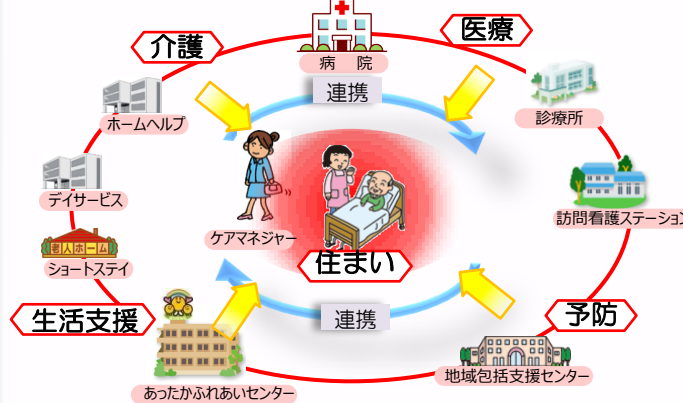 介護
医療
病 院
連携
ホームヘルプ
診療所
デイサービス
訪問看護ステーション
ケアマネジャー
老人ホーム
ショートステイ
住まい
生活支援
連携
予防
地域包括支援センター
あったかふれあいセンター